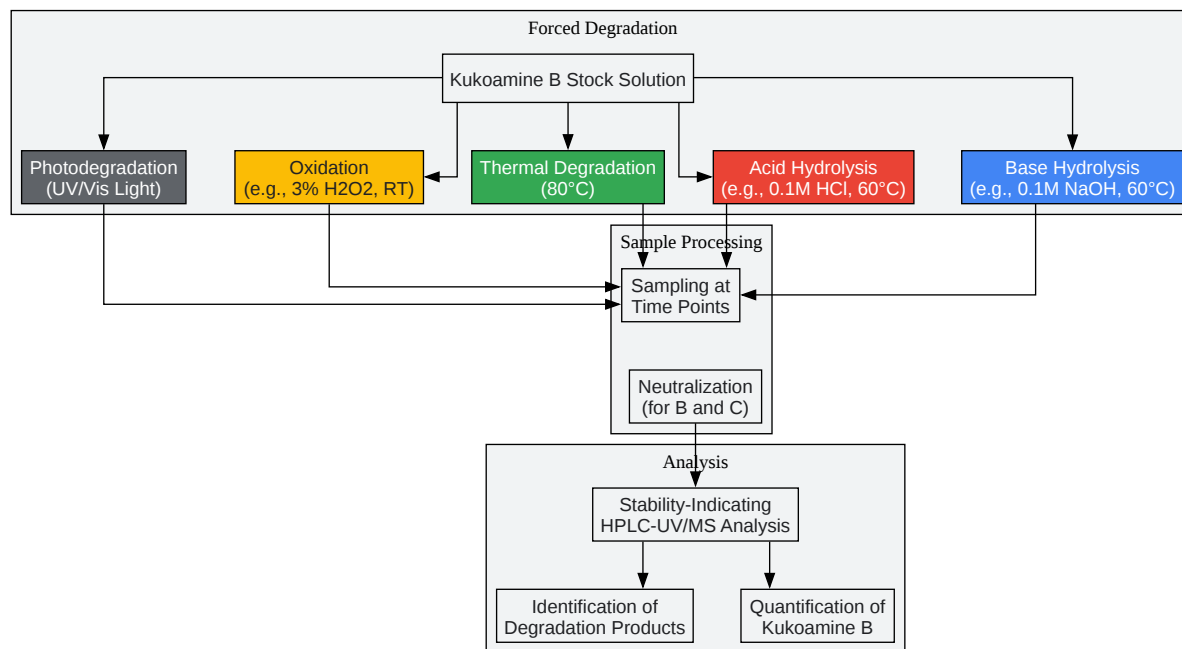 Forced Degradation
Kukoamine B Stock Solution
Photodegradation
(UV/Vis Light)
Oxidation
(e.g., 3% H2O2, RT)
Thermal Degradation
(80°C)
Acid Hydrolysis
(e.g., 0.1M HCl, 60°C)
Base Hydrolysis
(e.g., 0.1M NaOH, 60°C)
Sample Processing
Sampling at
Time Points
Neutralization
(for B and C)
Analysis
Stability-Indicating
HPLC-UV/MS Analysis
Identification of
Degradation Products
Quantification of
Kukoamine B